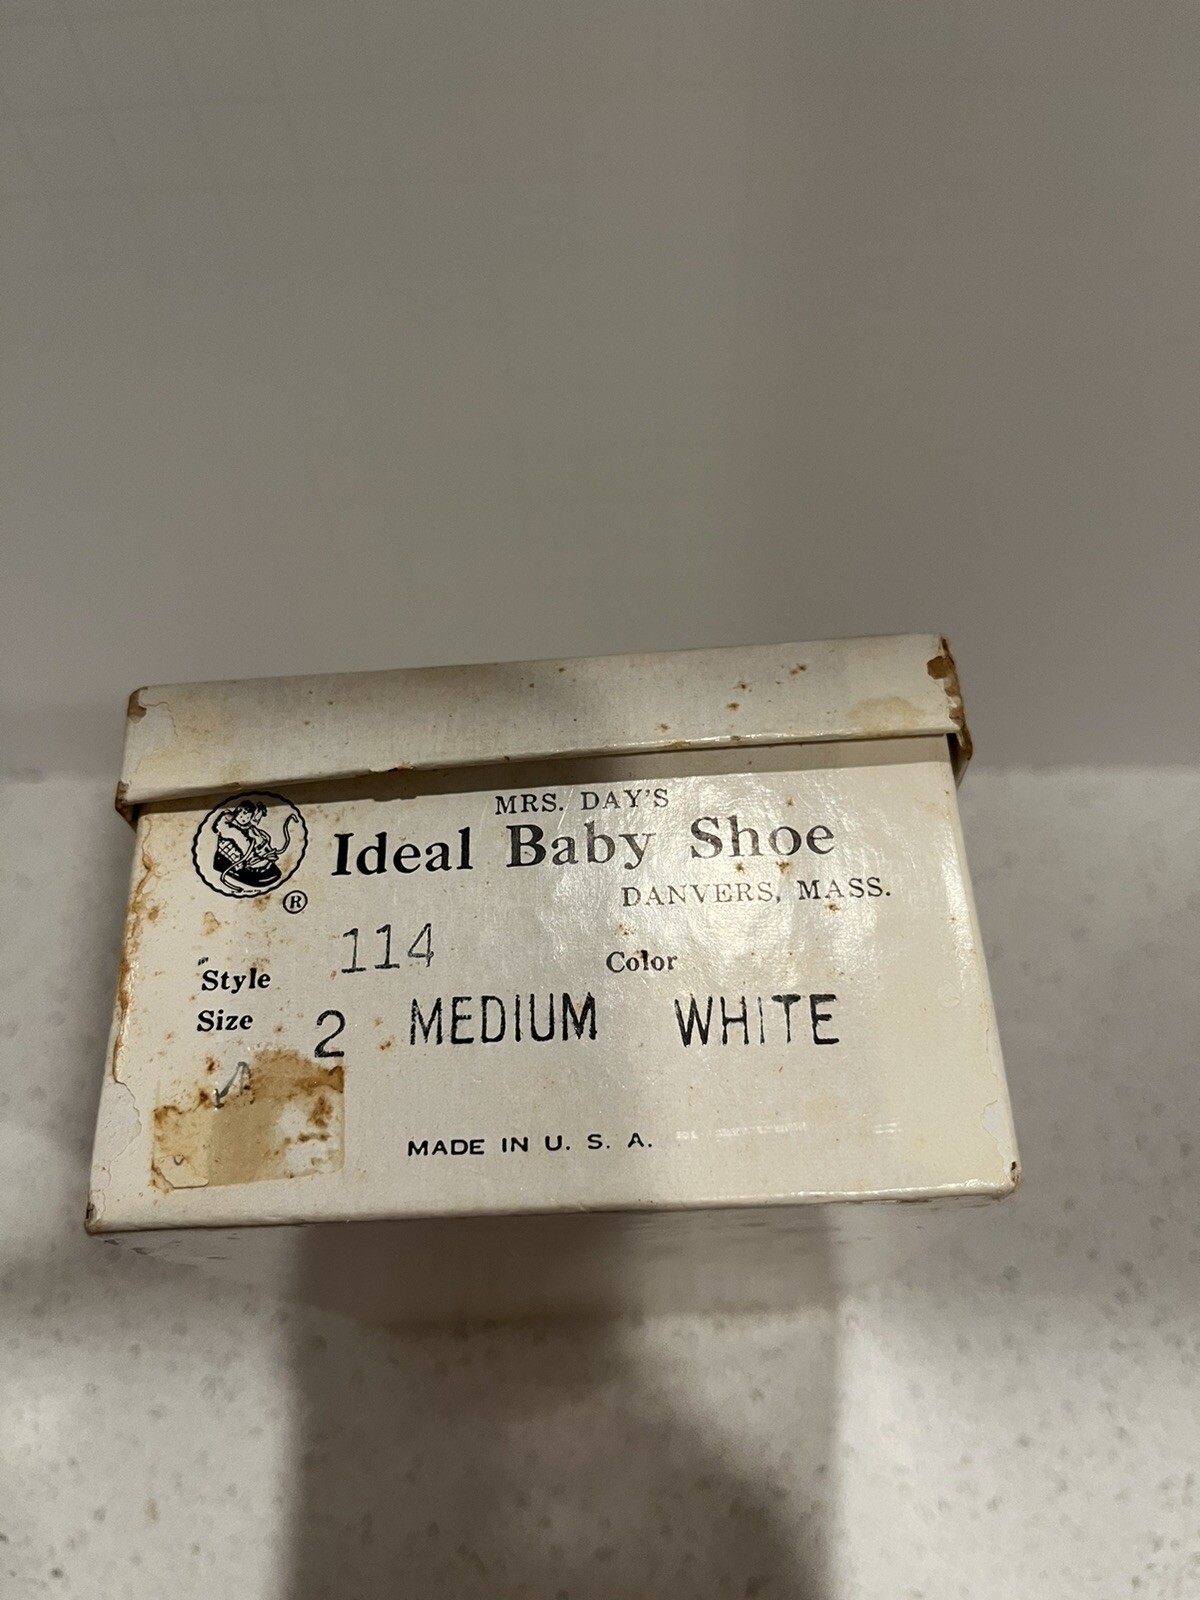 MRS. DAY'S
Ideal Baby Shoe
DANVERS, MASS.
®
Style 114 Color
Size 2 MEDIUM WHITE
MADE IN U. S. A.